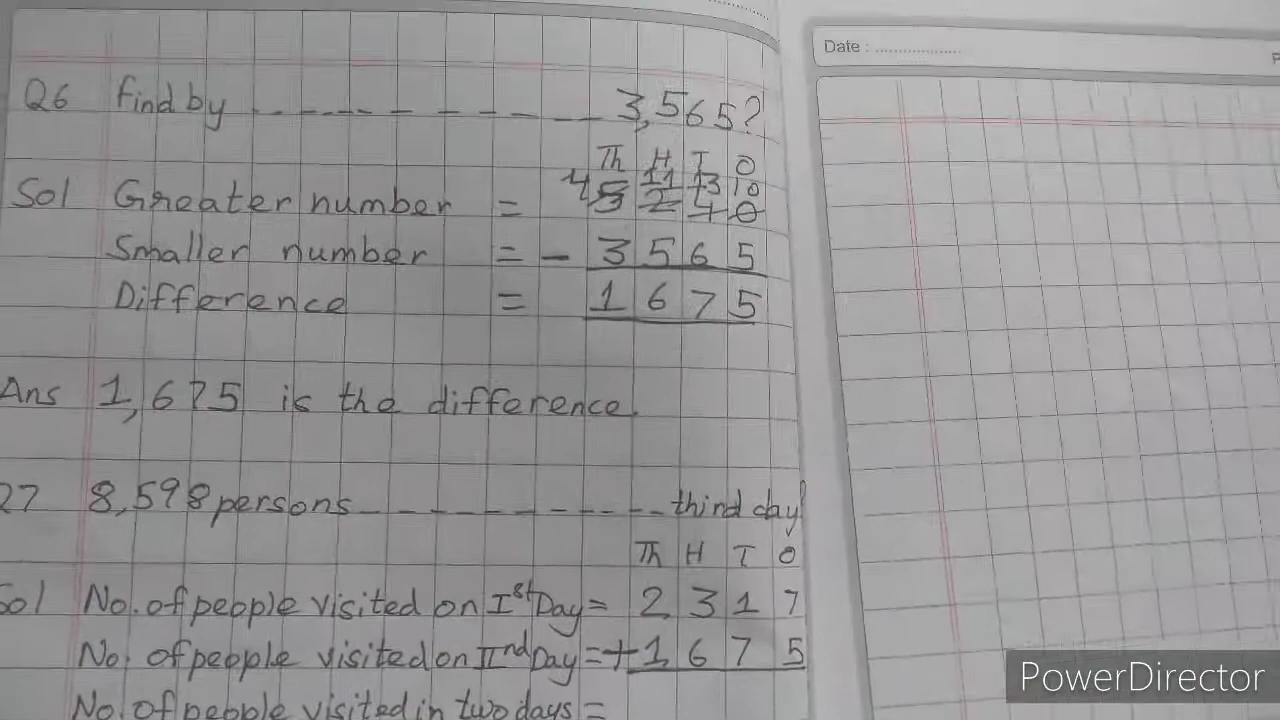 Date : ....................
Q6 find by _ _ _ _ _ _ _ _ 3,565?
Th H T O
4 11 13 10
Sol Greater number = 5 2 4 0
Smaller number = - 3 5 6 5
Difference = 1 6 7 5
Ans 1,675 is the difference.
27 8,598 persons _ _ _ _ _ _ _ third day?
Th H T O
Sol No. of people visited on Ist Day = 2 3 1 7
No. of people visited on IInd Day = + 1 6 7 5
No. of people visited in two days =
PowerDirector